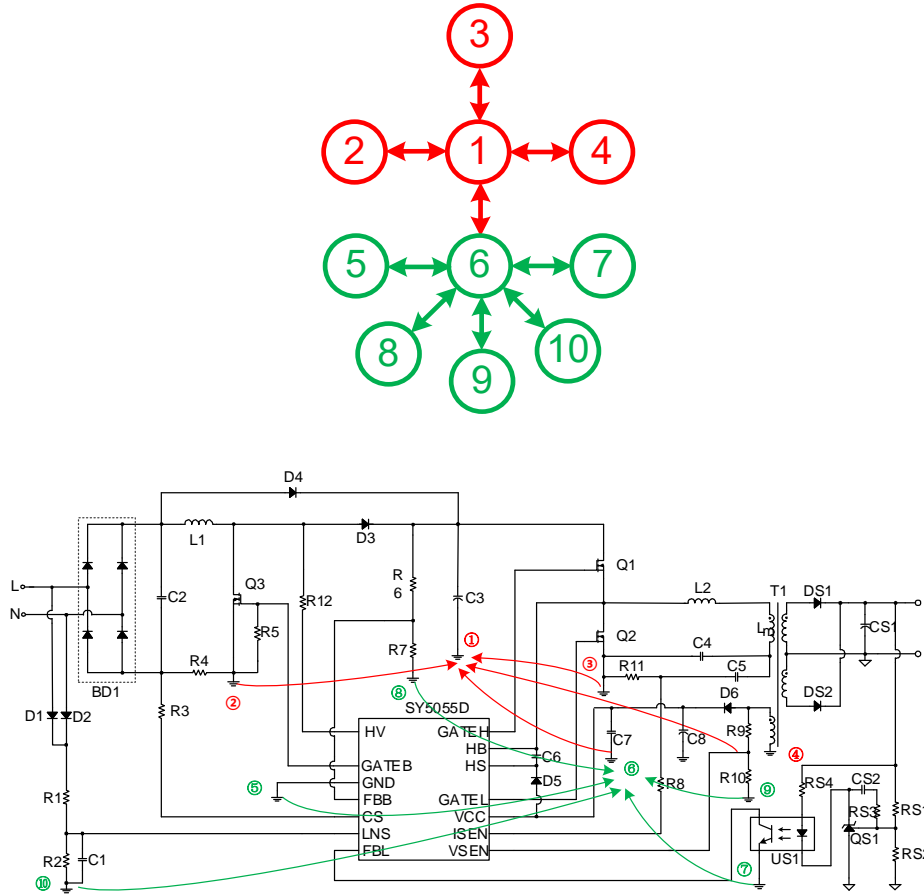 3
2 1 4
5 6 7
8 9 10
D4
L1 D3
L
N
C2 Q3 R12 R 6 C3 Q1
R5 L2 T1 DS1
Lm CS1
R4 R7 ① Q2 C4
BD1 ② ③ R11 C5
D1 D2 R3 ⑧ D6 DS2
SY5055D
HV GATEH
HB
GATEB HS
GND
FBB GATEL
CS VCC
LNS ISEN
FBL VSEN
C6
D5
C7 C8 R9 ④
⑤ ⑥ R8 R10 ⑨
R1 RS4 CS2
RS3 RS1
R2 C1 QS1
US1 RS2
⑩ ⑦